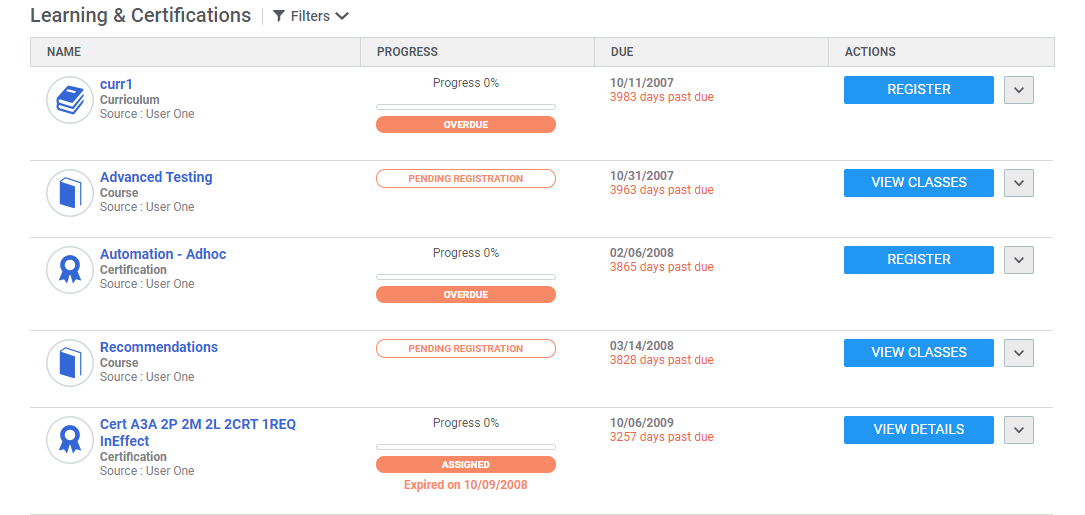 Learning & Certifications Filters
NAME PROGRESS DUE ACTIONS
curr1
Curriculum
Source : User One
Progress 0%
OVERDUE
10/11/2007
3983 days past due
REGISTER
Advanced Testing
Course
Source : User One
PENDING REGISTRATION
10/31/2007
3963 days past due
VIEW CLASSES
Automation - Adhoc
Certification
Source : User One
Progress 0%
OVERDUE
02/06/2008
3865 days past due
REGISTER
Recommendations
Course
Source : User One
PENDING REGISTRATION
03/14/2008
3828 days past due
VIEW CLASSES
Cert A3A 2P 2M 2L 2CRT 1REQ
InEffect
Certification
Source : User One
Progress 0%
ASSIGNED
Expired on 10/09/2008
10/06/2009
3257 days past due
VIEW DETAILS